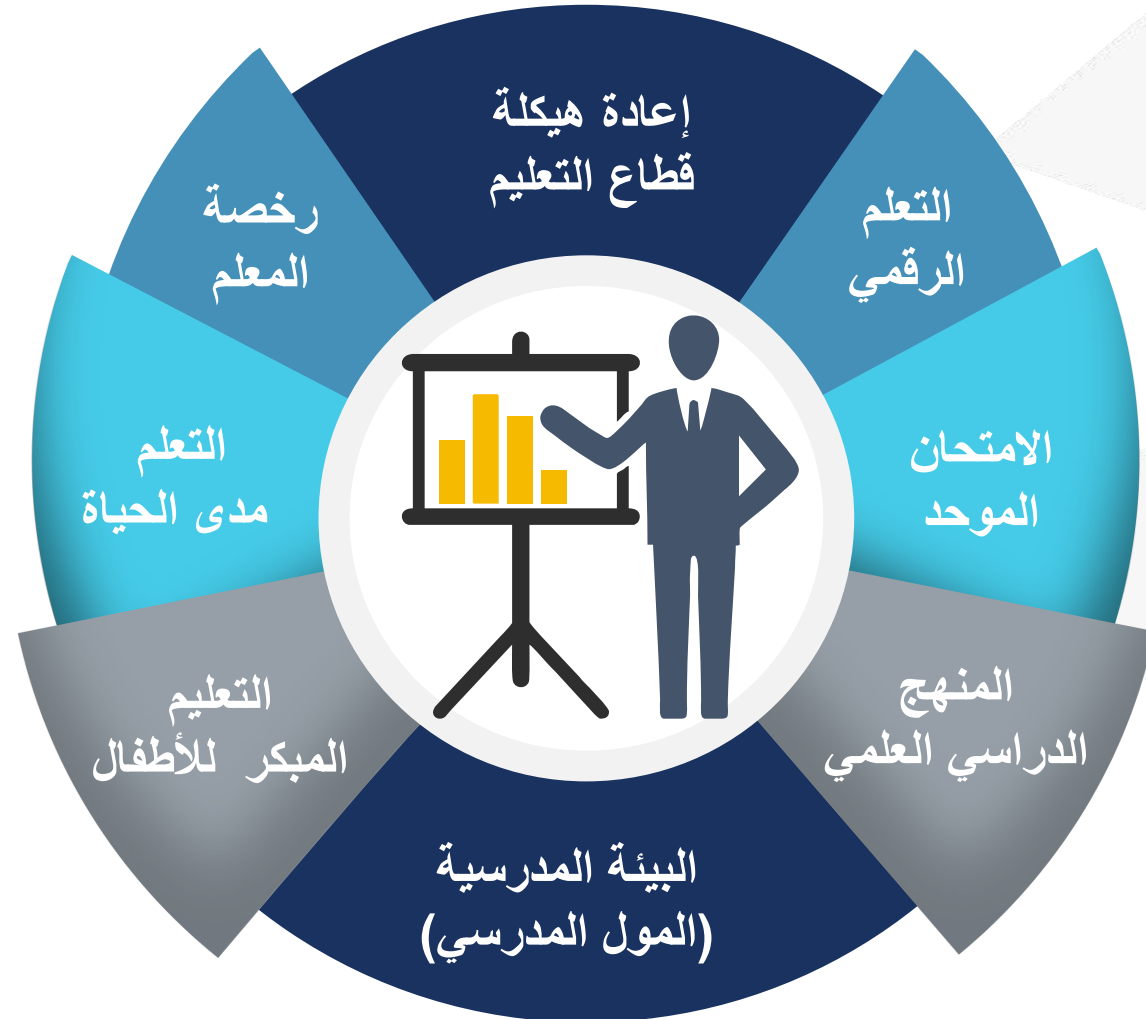 إعادة هيكلة
قطاع التعليم
التعلم
الرقمي
الامتحان
الموحد
المنهج
الدراسي العلمي
البيئة المدرسية
(المول المدرسي)
التعليم
المبكر للأطفال
التعلم
مدى الحياة
رخصة
المعلم